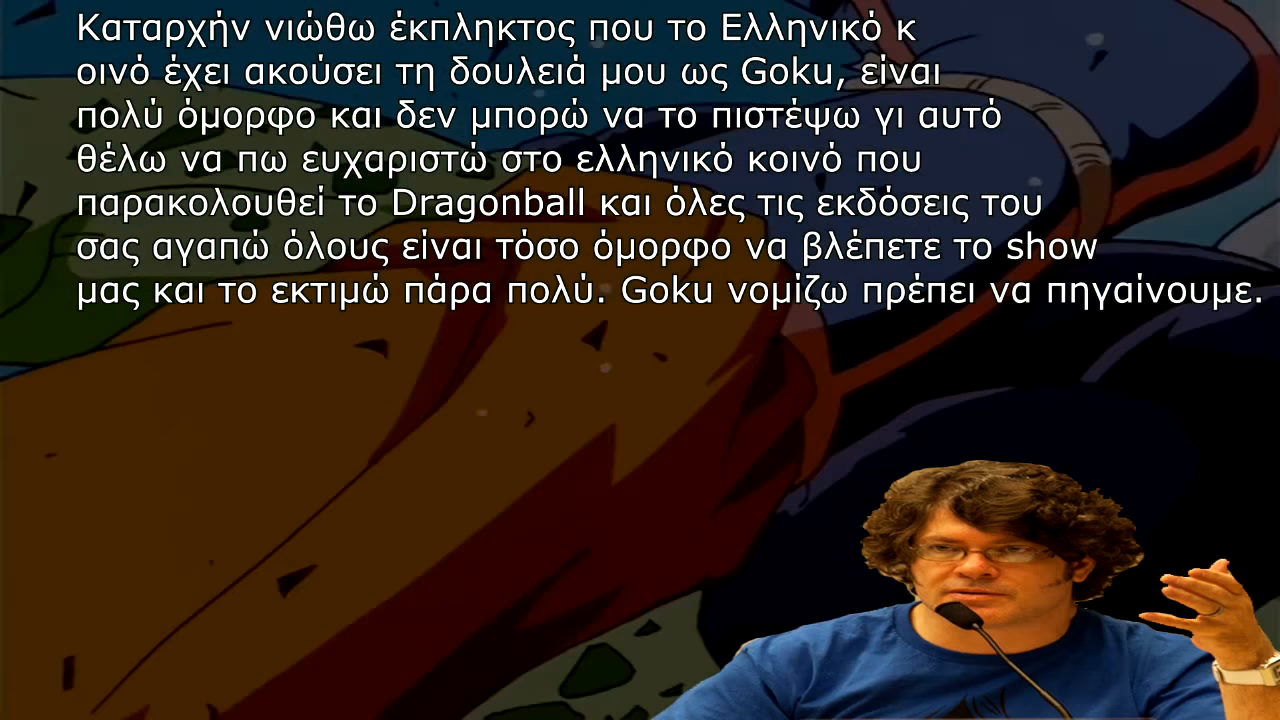 Καταρχήν νιώθω έκπληκτος που το Ελληνικό κ
οινό έχει ακούσει τη δουλειά μου ως Goku, είναι
πολύ όμορφο και δεν μπορώ να το πιστέψω γι αυτό
θέλω να πω ευχαριστώ στο ελληνικό κοινό που
παρακολουθεί το Dragonball και όλες τις εκδόσεις του
σας αγαπώ όλους είναι τόσο όμορφο να βλέπετε το show
μας και το εκτιμώ πάρα πολύ. Goku νομίζω πρέπει να πηγαίνουμε.